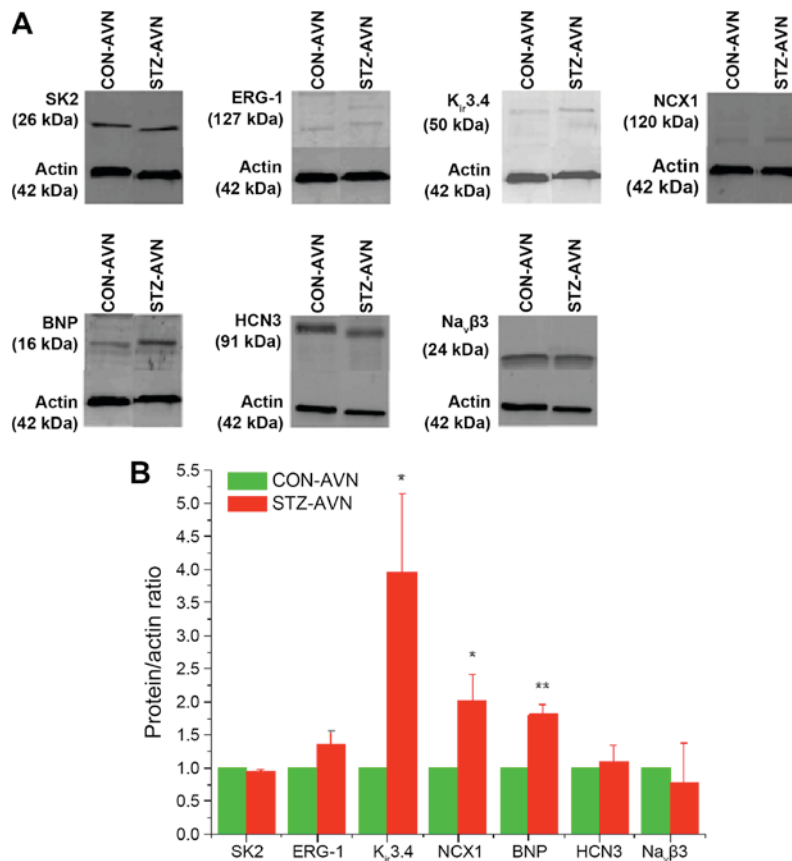 A
CON-AVN
STZ-AVN
SK2
(26 kDa)
Actin
(42 kDa)
CON-AVN
STZ-AVN
ERG-1
(127 kDa)
Actin
(42 kDa)
CON-AVN
STZ-AVN
Kir3.4
(50 kDa)
Actin
(42 kDa)
CON-AVN
STZ-AVN
NCX1
(120 kDa)
Actin
(42 kDa)
CON-AVN
STZ-AVN
BNP
(16 kDa)
Actin
(42 kDa)
CON-AVN
STZ-AVN
HCN3
(91 kDa)
Actin
(42 kDa)
CON-AVN
STZ-AVN
Navβ3
(24 kDa)
Actin
(42 kDa)
B
Protein/actin ratio
5.5
5.0
4.5
4.0
3.5
3.0
2.5
2.0
1.5
1.0
0.5
0.0
CON-AVN
STZ-AVN
*
*
**
SK2 ERG-1 Kir3.4 NCX1 BNP HCN3 Navβ3